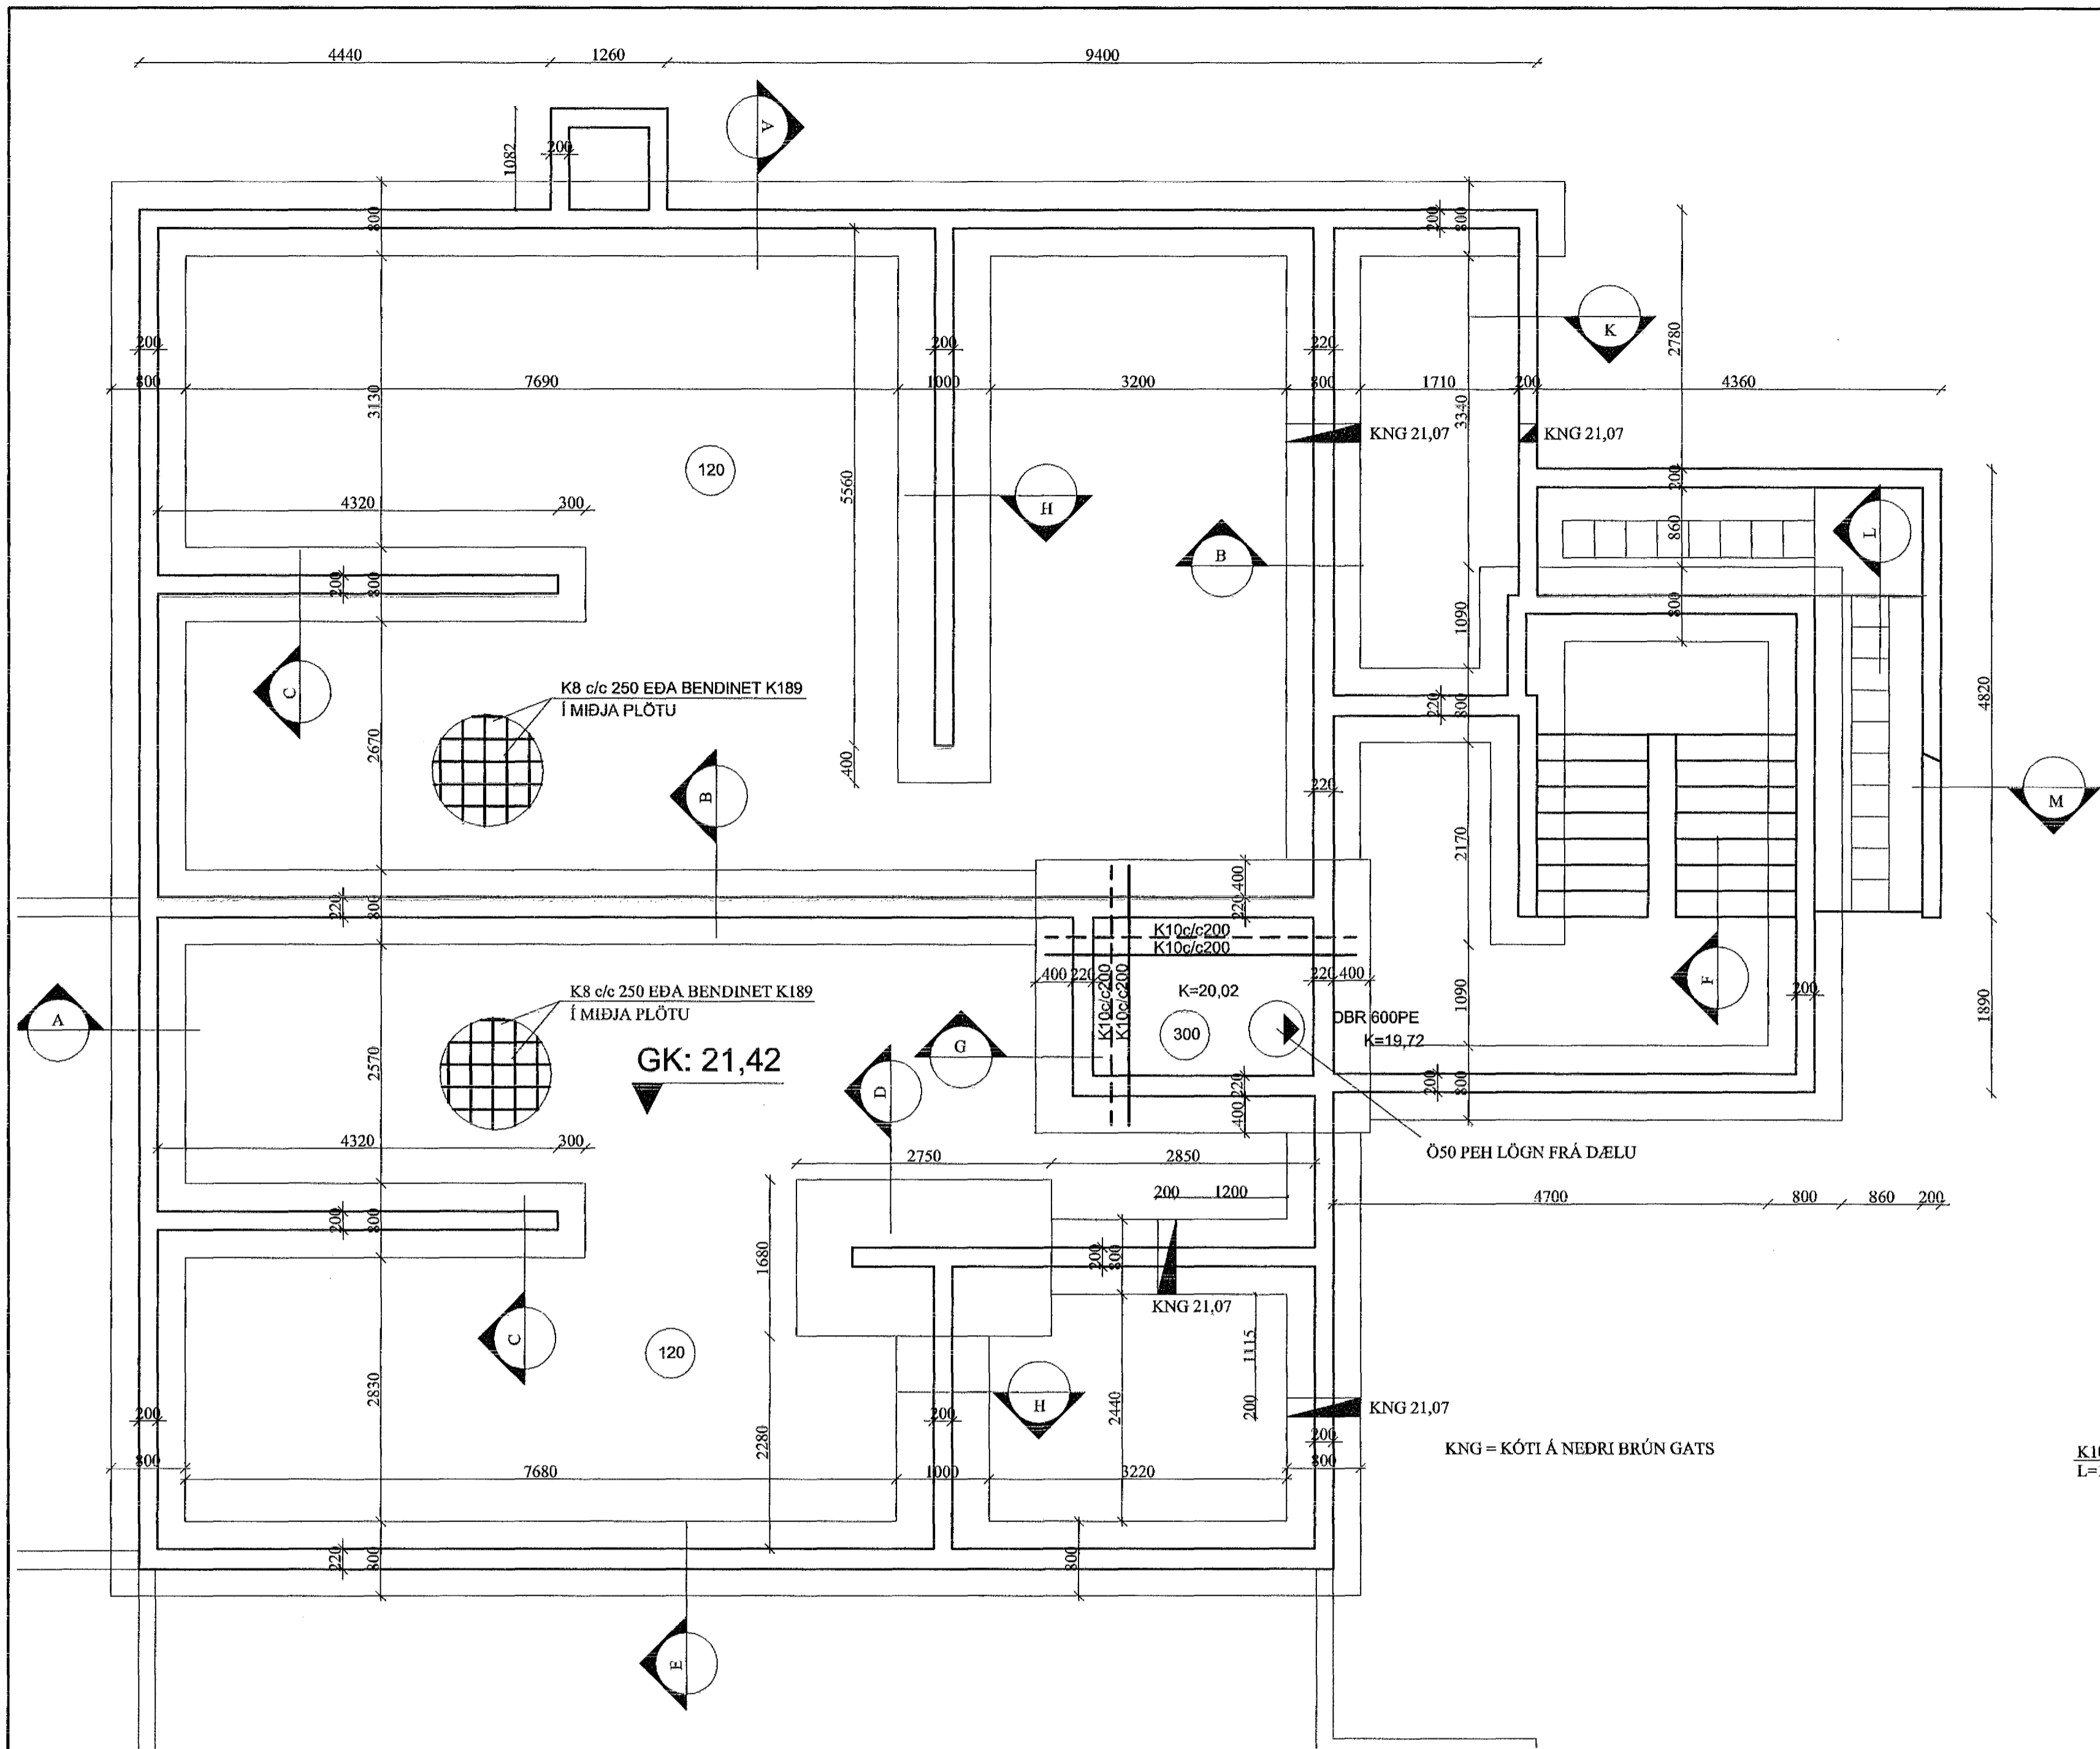 4440 1260 9400
A
1082
200
800
200
800
2780
K
200
200
220
800 7690 1000 3200 800 1710 200 4360
3130
3340
KNG 21,07
KNG 21,07
120
5560
4320 300
H
200
860
L
B
200
800
1090
800
C
K8 c/c 250 EÐA BENDINET K189
Í MIÐJA PLÖTU
220
800
4820
2670
400
B
220
M
2170
400
220
800
220
K10c/c200
K10c/c200
400 220
K10c/c200
K10c/c200
220 400
F
K=20,02
200
K8 c/c 250 EÐA BENDINET K189
Í MIÐJA PLÖTU
A
300
DBR 600PE
K=19,72
1090
1890
G
GK: 21,42
2570
D
220
400
200
800
4320 300
Ö50 PEH LÖGN FRÁ DÆLU
2750 2850
200 1200
4700 800 860 200
200
800
1680
200
800
KNG 21,07
C
120
1115
2830
H
2440
200
KNG 21,07
200
200
2280
200
KNG = KÓTI Á NEÐRI BRÚN GATS
800 7680 1000 3220 800
K10
L=
220
800
800
E